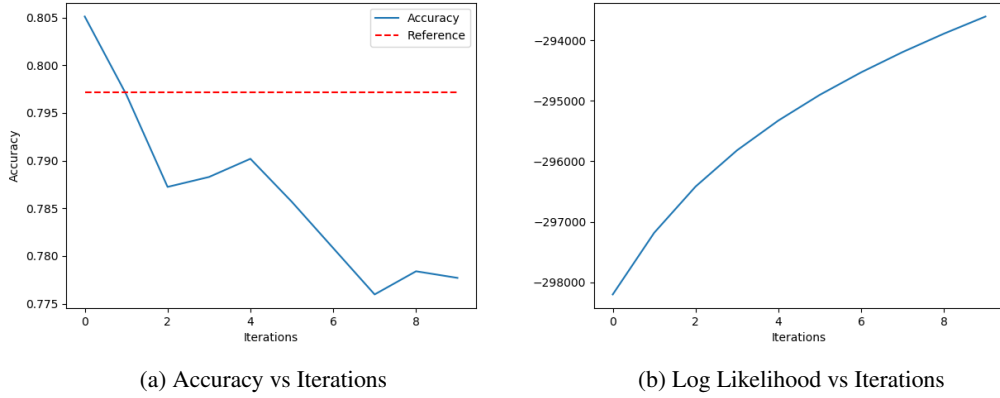 0.805
0.800
0.795
0.790
0.785
0.780
0.775
Accuracy
0 2 4 6 8
Iterations
Accuracy
Reference
(a) Accuracy vs Iterations
−294000
−295000
−296000
−297000
−298000
0 2 4 6 8
Iterations
(b) Log Likelihood vs Iterations